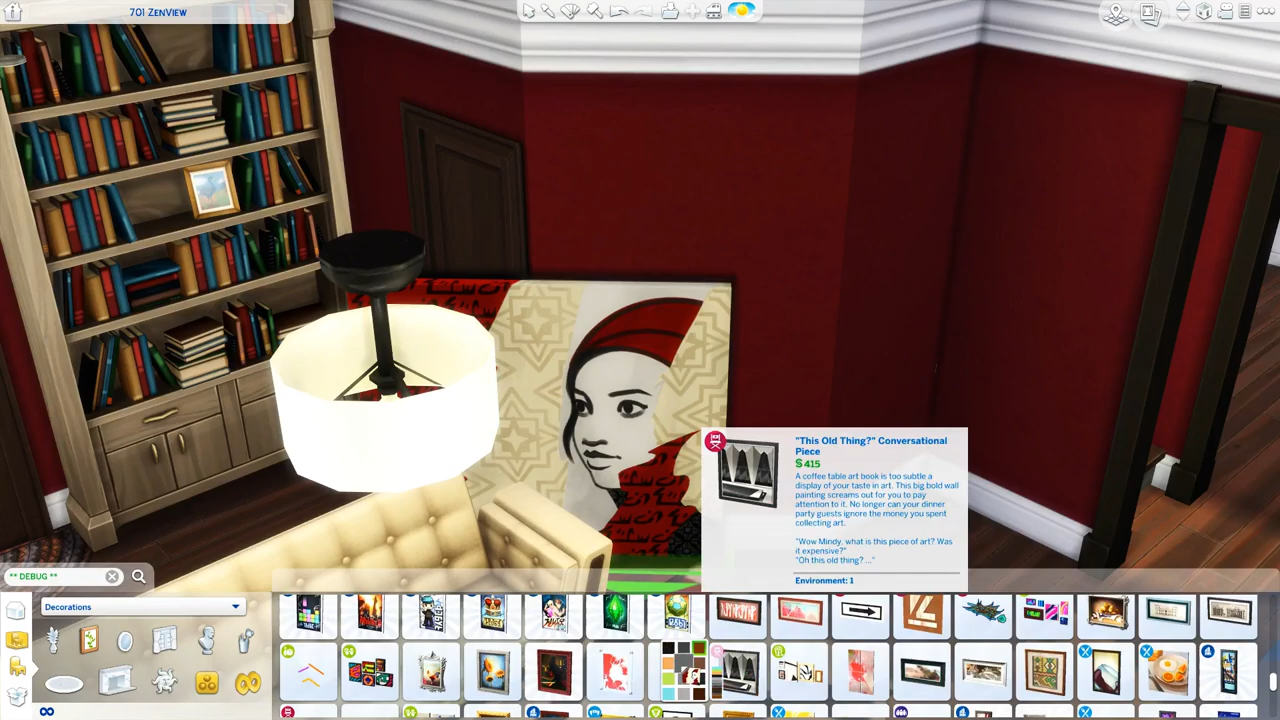 701 ZenView
"This Old Thing?" Conversational
Piece
$415
A coffee table art book is too subtle a
display of your taste in art. This big bold wall
painting screams out for you to pay
attention to it. No longer can your dinner
party guests ignore the money you spent
collecting art.
"Wow Mindy, what is this piece of art? Was
it expensive?"
"Oh this old thing? ..."
Environment: 1
** DEBUG **
Decorations